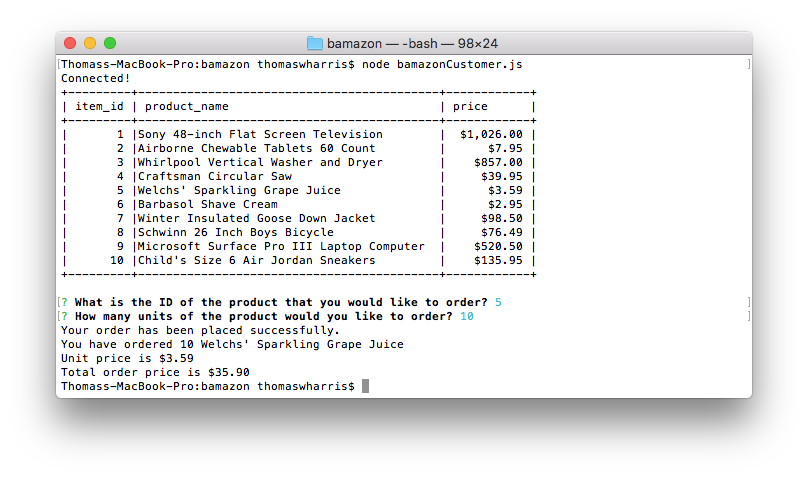 bamazon — -bash — 98×24
[Thomass-MacBook-Pro:bamazon thomaswharris$ node bamazonCustomer.js ]
Connected!
+---------+-------------------------------------------+------------+
| item_id | product_name                              | price      |
+---------+-------------------------------------------+------------+
|       1 |Sony 48-inch Flat Screen Television        |  $1,026.00 |
|       2 |Airborne Chewable Tablets 60 Count         |      $7.95 |
|       3 |Whirlpool Vertical Washer and Dryer        |    $857.00 |
|       4 |Craftsman Circular Saw                     |     $39.95 |
|       5 |Welchs' Sparkling Grape Juice              |      $3.59 |
|       6 |Barbasol Shave Cream                       |      $2.95 |
|       7 |Winter Insulated Goose Down Jacket         |     $98.50 |
|       8 |Schwinn 26 Inch Boys Bicycle               |     $76.49 |
|       9 |Microsoft Surface Pro III Laptop Computer  |    $520.50 |
|      10 |Child's Size 6 Air Jordan Sneakers         |    $135.95 |
+---------+-------------------------------------------+------------+
[? What is the ID of the product that you would like to order? 5 ]
[? How many units of the product would you like to order? 10 ]
Your order has been placed successfully.
You have ordered 10 Welchs' Sparkling Grape Juice
Unit price is $3.59
Total order price is $35.90
Thomass-MacBook-Pro:bamazon thomaswharris$